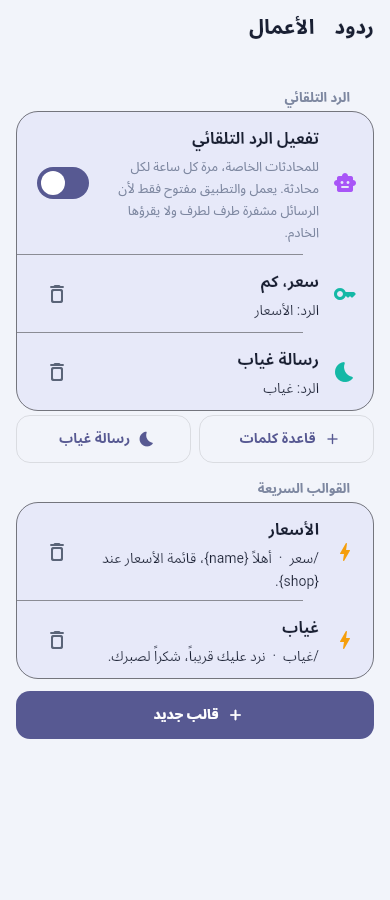 ردود الأعمال
الرد التلقائي
تفعيل الرد التلقائي
للمحادثات الخاصة، مرة كل ساعة لكل
محادثة. يعمل والتطبيق مفتوح فقط لأن
الرسائل مشفرة طرف لطرف ولا يقرؤها
الخادم.
سعر، كم
الرد: الأسعار
رسالة غياب
الرد: غياب
قاعدة كلمات
رسالة غياب
القوالب السريعة
الأسعار
/سعر · أهلاً {name}، قائمة الأسعار عند
{shop}.
غياب
/غياب · نرد عليك قريباً، شكراً لصبرك.
قالب جديد